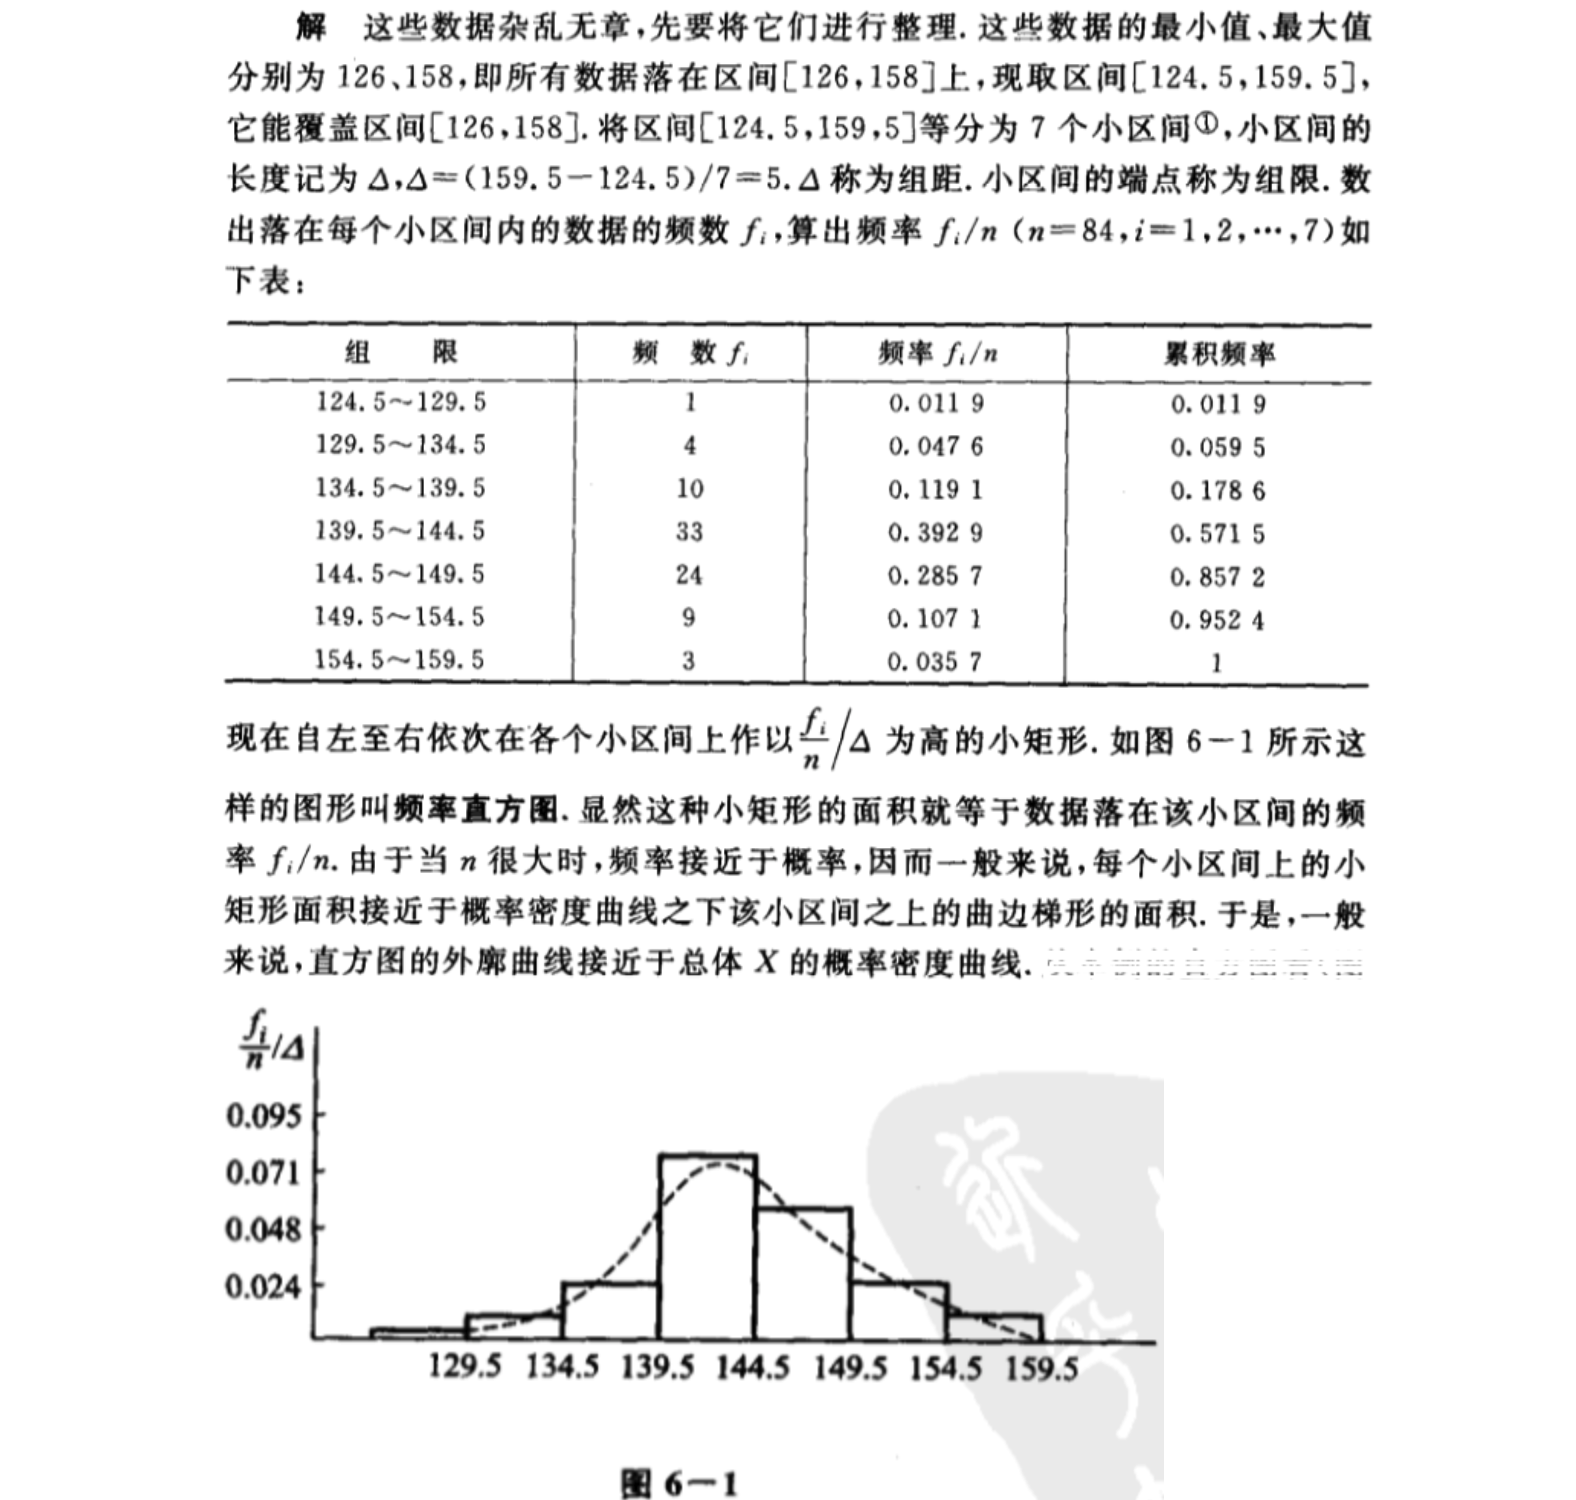 解 这些数据杂乱无章,先要将它们进行整理.这些数据的最小值、最大值
分别为 126、158,即所有数据落在区间[126,158]上,现取区间[124.5,159.5],
它能覆盖区间[126,158].将区间[124.5,159,5]等分为 7 个小区间①,小区间的
长度记为 Δ,Δ=(159.5-124.5)/7=5.Δ 称为组距.小区间的端点称为组限.数
出落在每个小区间内的数据的频数 fᵢ,算出频率 fᵢ/n (n=84,i=1,2,⋯,7)如
下表:
组 限 频 数 fᵢ 频率 fᵢ/n 累积频率
124.5~129.5 1 0.011 9 0.011 9
129.5~134.5 4 0.047 6 0.059 5
134.5~139.5 10 0.119 1 0.178 6
139.5~144.5 33 0.392 9 0.571 5
144.5~149.5 24 0.285 7 0.857 2
149.5~154.5 9 0.107 1 0.952 4
154.5~159.5 3 0.035 7 1
现在自左至右依次在各个小区间上作以 fᵢ/n/Δ 为高的小矩形.如图 6-1 所示这
样的图形叫频率直方图.显然这种小矩形的面积就等于数据落在该小区间的频
率 fᵢ/n.由于当 n 很大时,频率接近于概率,因而一般来说,每个小区间上的小
矩形面积接近于概率密度曲线之下该小区间之上的曲边梯形的面积.于是,一般
来说,直方图的外廓曲线接近于总体 X 的概率密度曲线.
fᵢ/n/Δ
0.095
0.071
0.048
0.024
129.5 134.5 139.5 144.5 149.5 154.5 159.5
图 6-1